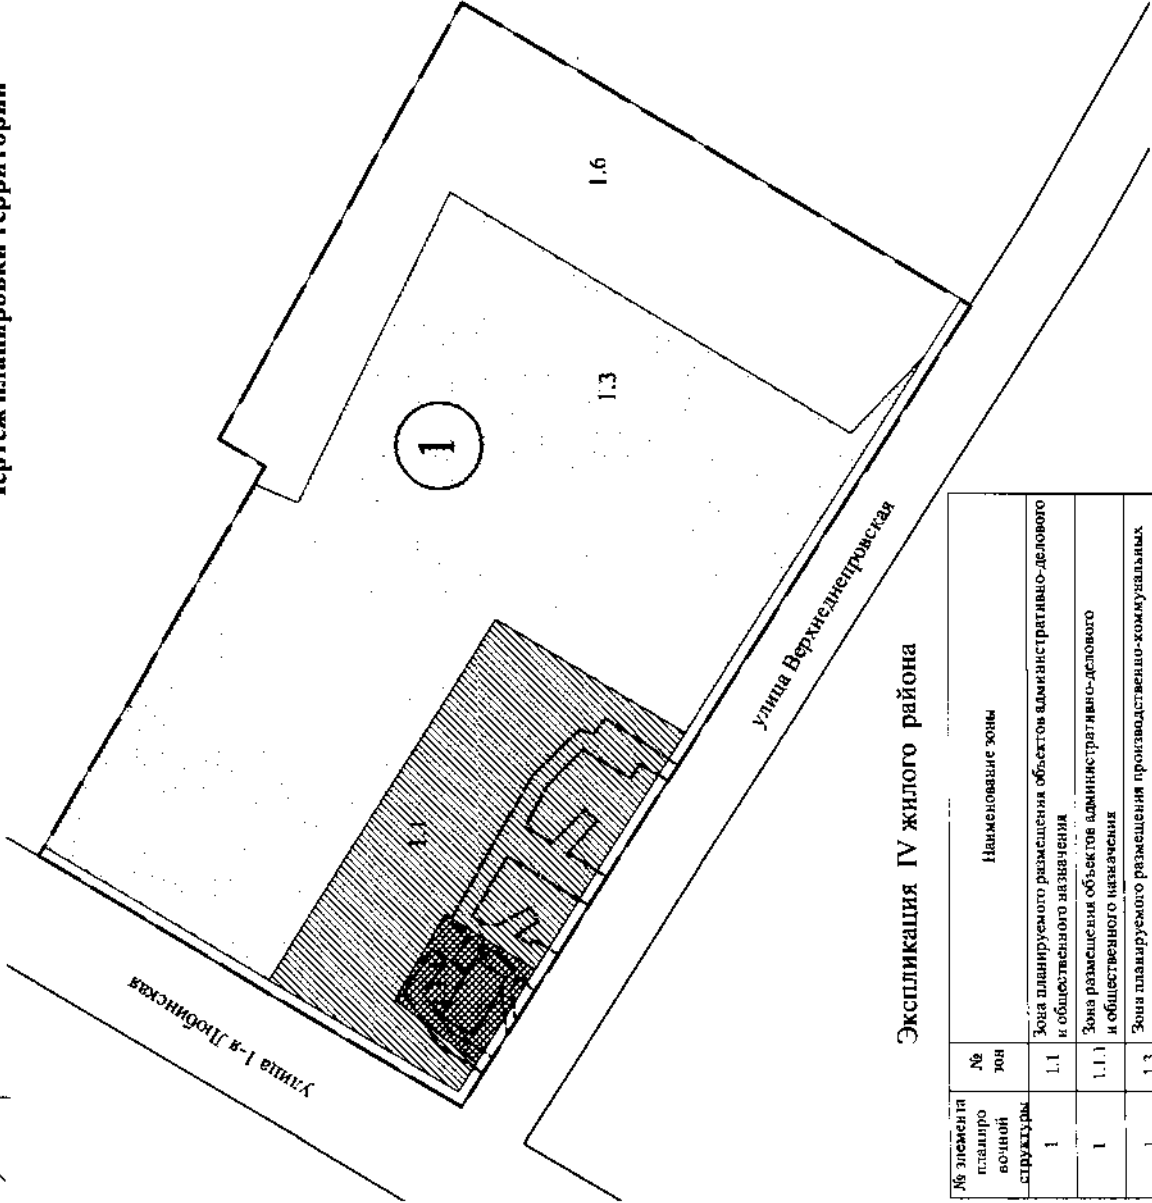 Чертеж планировки территории
1.6
1.3
1
1.1
улица 1-я Любинская
улица Верхнеднепровская
Экспликация IV жилого района
№ элемента
планиро
вочной
структуры
№
зон
Наименование зоны
1
1.1
Зона планируемого размещения объектов административно-делового
и общественного назначения
1
1.1.1
Зона размещения объектов административно-делового
и общественного назначения
1
1.3
Зона планируемого размещения производственно-коммунальных